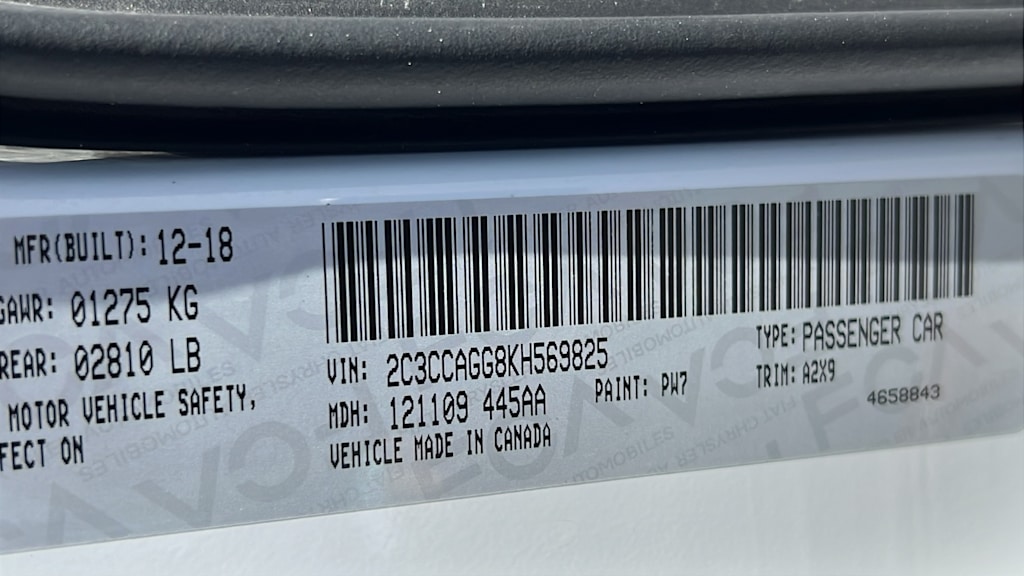 MFR(BUILT): 12-18
GAWR: 01275 KG
REAR: 02810 LB
MOTOR VEHICLE SAFETY,
FECT ON
VIN: 2C3CCAGG8KH569825
MDH: 121109 445AA
PAINT: PW7
VEHICLE MADE IN CANADA
TYPE: PASSENGER CAR
TRIM: A2X9
4658843